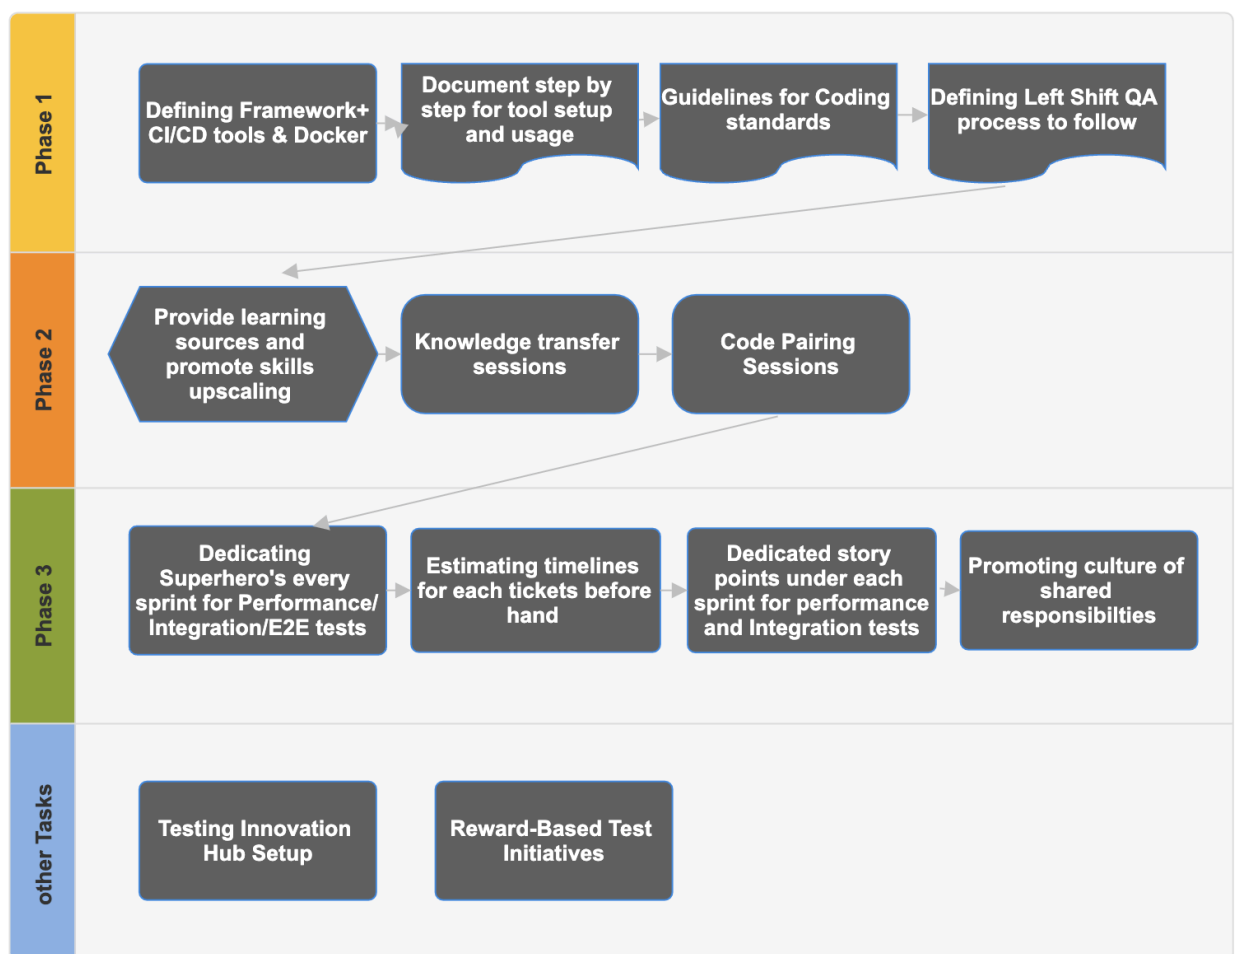 Phase 1
Defining Framework+
CI/CD tools & Docker
Document step by
step for tool setup
and usage
Guidelines for Coding
standards
Defining Left Shift QA
process to follow
Phase 2
Provide learning
sources and
promote skills
upscaling
Knowledge transfer
sessions
Code Pairing
Sessions
Phase 3
Dedicating
Superhero's every
sprint for Performance/
Integration/E2E tests
Estimating timelines
for each tickets before
hand
Dedicated story
points under each
sprint for performance
and Integration tests
Promoting culture of
shared
responsibilties
other Tasks
Testing Innovation
Hub Setup
Reward-Based Test
Initiatives